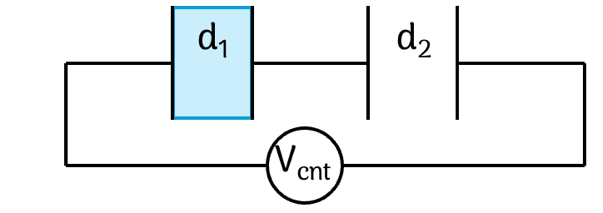 d₁
d₂
Vcnt